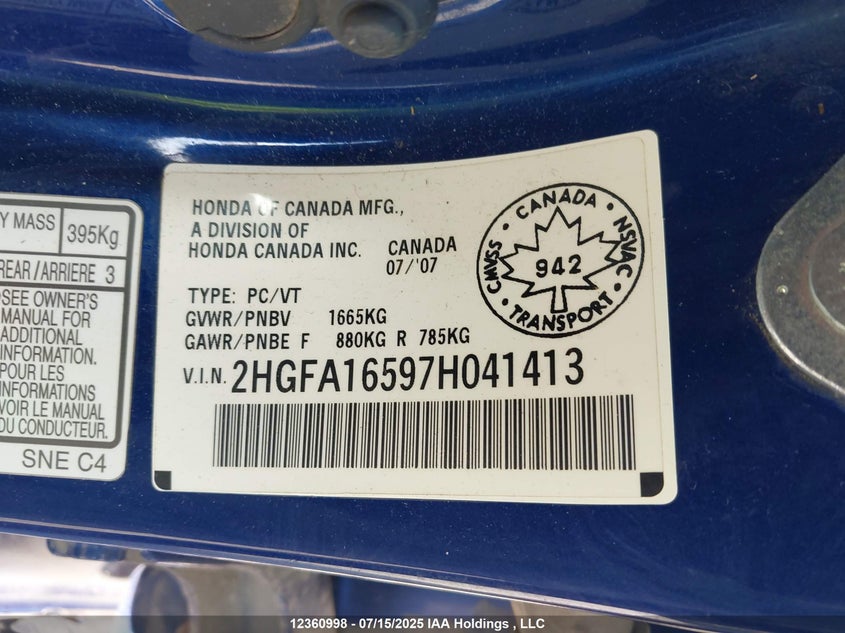 Y MASS
395Kg
REAR/ARRIERE 3
SEE OWNER'S
MANUAL FOR
ADDITIONAL
INFORMATION.
POUR LES
INFORMATIONS
VOIR LE MANUAL
DU CONDUCTEUR.
SNE C4
HONDA OF CANADA MFG.,
A DIVISION OF
HONDA CANADA INC. CANADA
07/'07
TYPE: PC/VT
GVWR/PNBV 1665KG
GAWR/PNBE F 880KG R 785KG
V.I.N. 2HGFA16597H041413
CANADA
CMVSS
NSVAC
942
TRANSPORT
12360998 - 07/15/2025 IAA Holdings , LLC